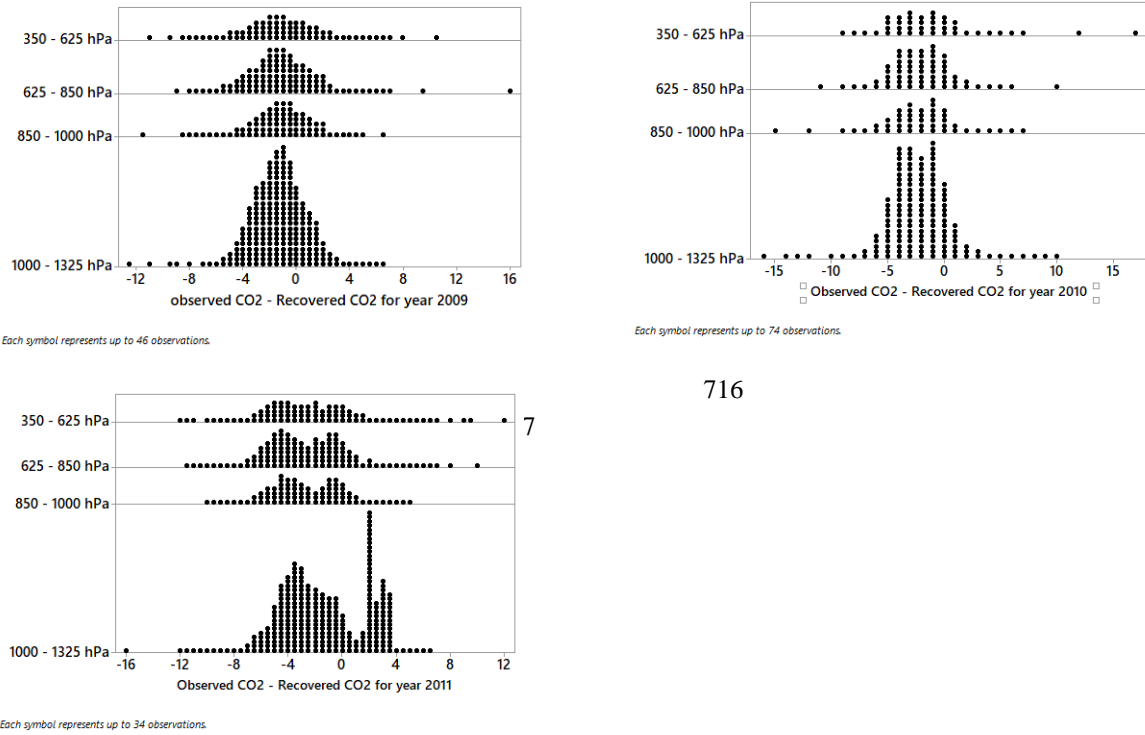 350 - 625 hPa
625 - 850 hPa
850 - 1000 hPa
1000 - 1325 hPa
-12 -8 -4 0 4 8 12 16
observed CO2 - Recovered CO2 for year 2009
Each symbol represents up to 46 observations.
350 - 625 hPa
625 - 850 hPa
850 - 1000 hPa
1000 - 1325 hPa
-15 -10 -5 0 5 10 15
Observed CO2 - Recovered CO2 for year 2010
Each symbol represents up to 74 observations.
716
7
350 - 625 hPa
625 - 850 hPa
850 - 1000 hPa
1000 - 1325 hPa
-16 -12 -8 -4 0 4 8 12
Observed CO2 - Recovered CO2 for year 2011
Each symbol represents up to 34 observations.